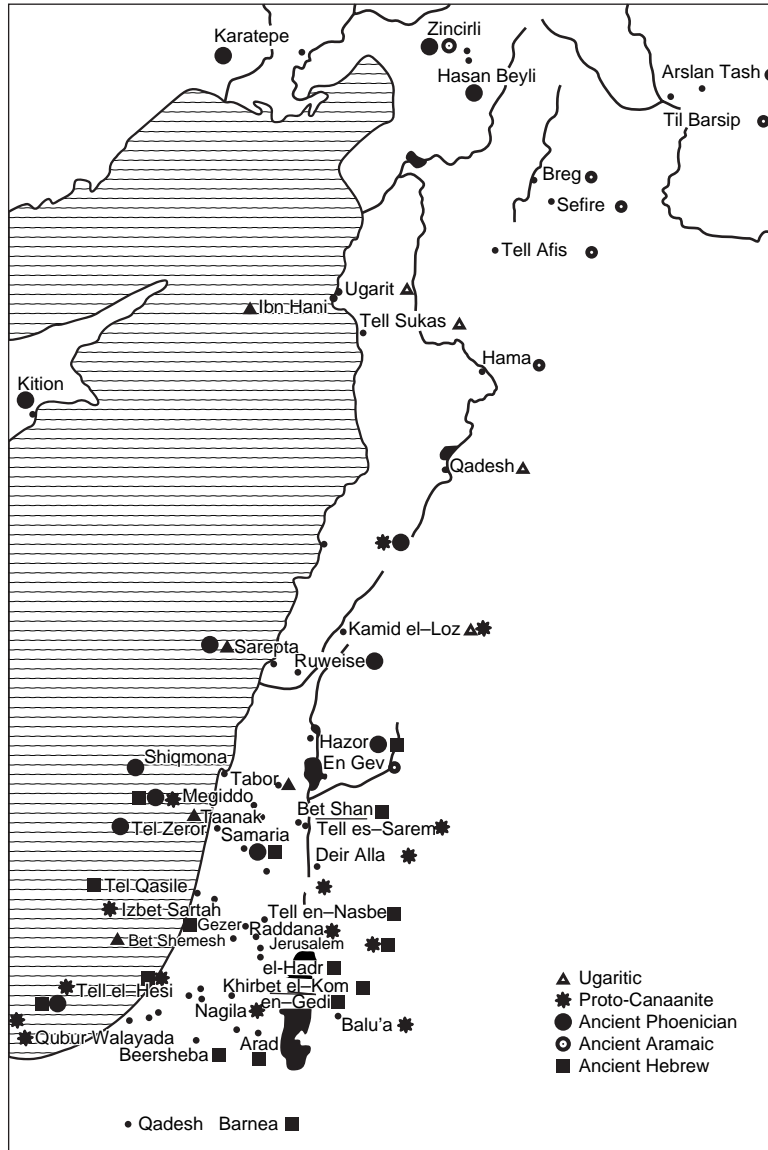 Karatepe
Zincirli
Hasan Beyli
Arslan Tash
Til Barsip
Breg
Sefire
Tell Afis
Ugarit
Ibn Hani
Tell Sukas
Hama
Kition
Qadesh
Kamid el–Loz
Sarepta
Ruweise
Hazor
Shiqmona
En Gev
Tabor
Megiddo
Bet Shan
Taanak
Tel Zeror
Tell es–Sarem
Samaria
Deir Alla
Tel Qasile
Izbet Sartah
Tell en–Nasbe
Gezer
Raddana
Bet Shemesh
Jerusalem
el-Hadr
Tell el–Hesi
Khirbet el–Kom
en–Gedi
Nagila
Balu’a
Qubur Walayada
Arad
Beersheba
Qadesh Barnea
Ugaritic
Proto-Canaanite
Ancient Phoenician
Ancient Aramaic
Ancient Hebrew